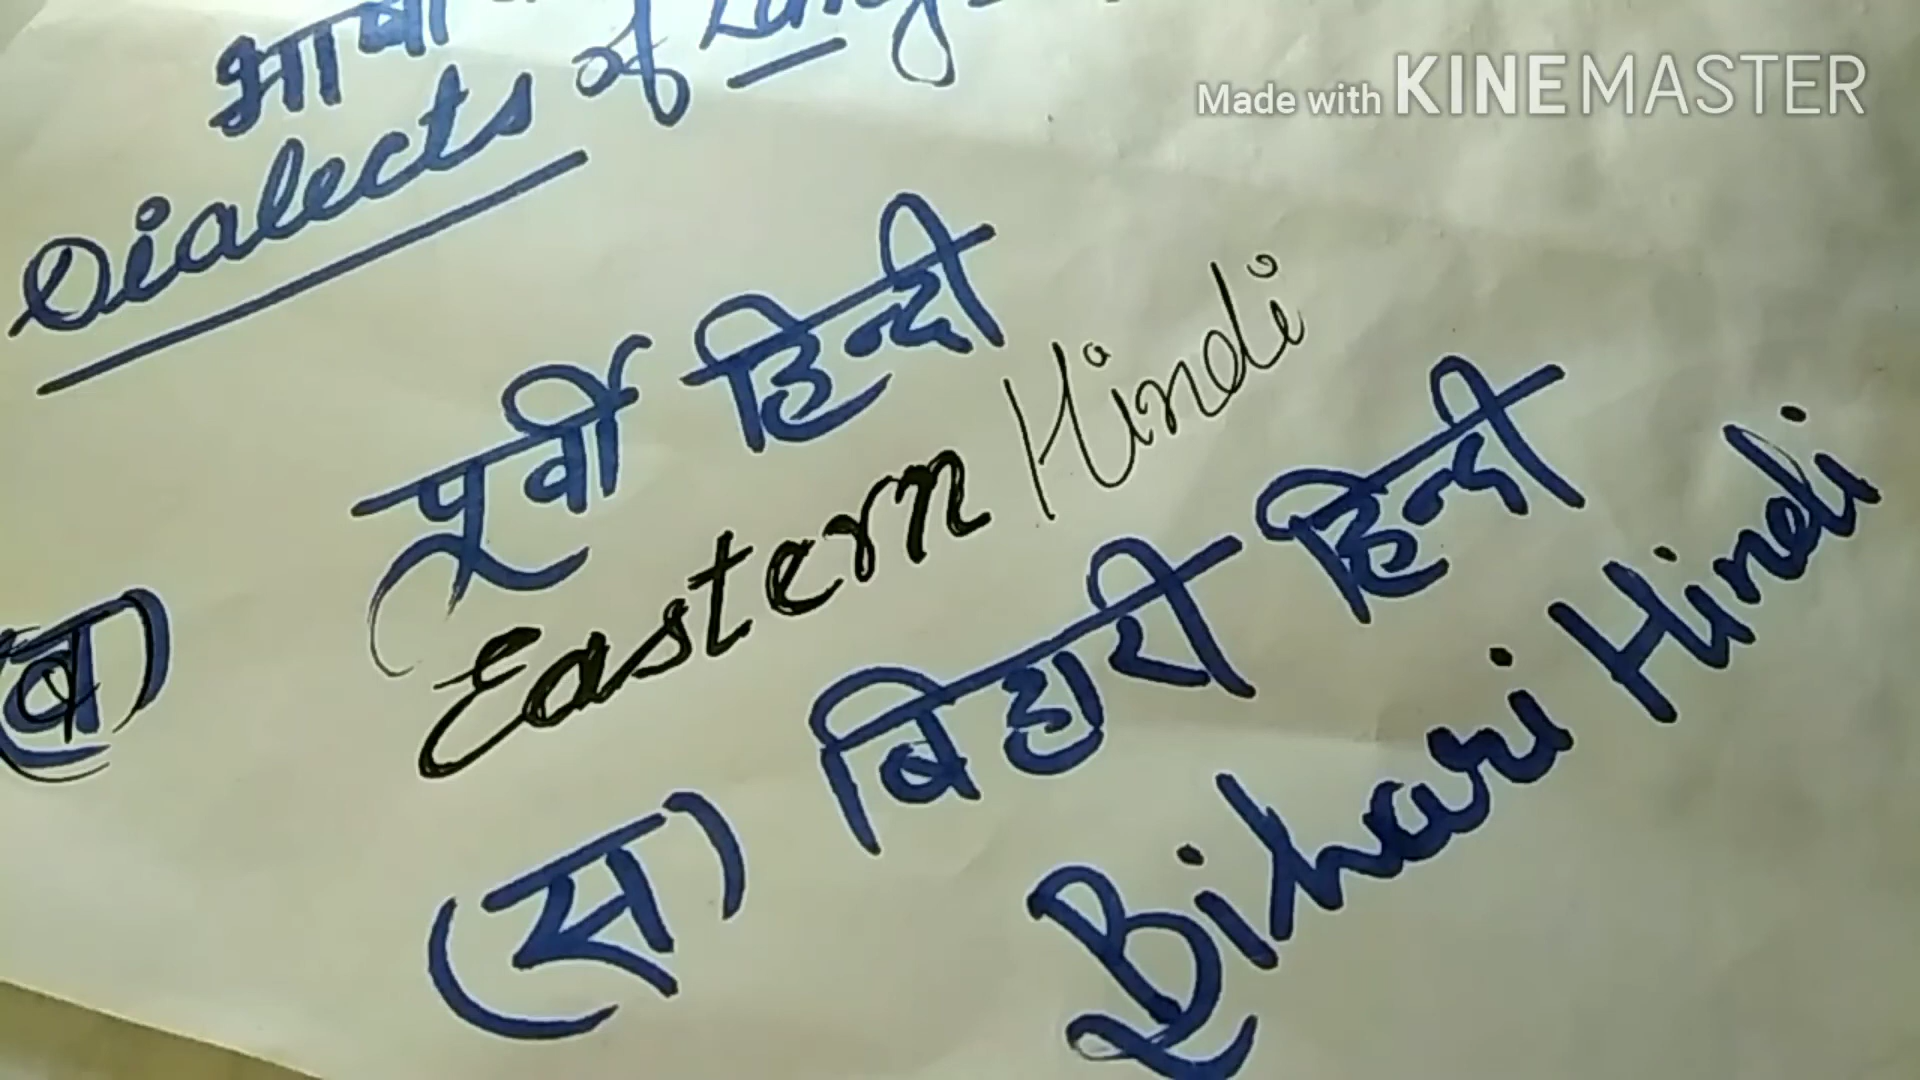 Made with KINEMASTER
भाषा
Dialects of
(ब) पूर्वी हिन्दी
Eastern Hindi
(स) बिहारी हिन्दी
Bihari Hindi